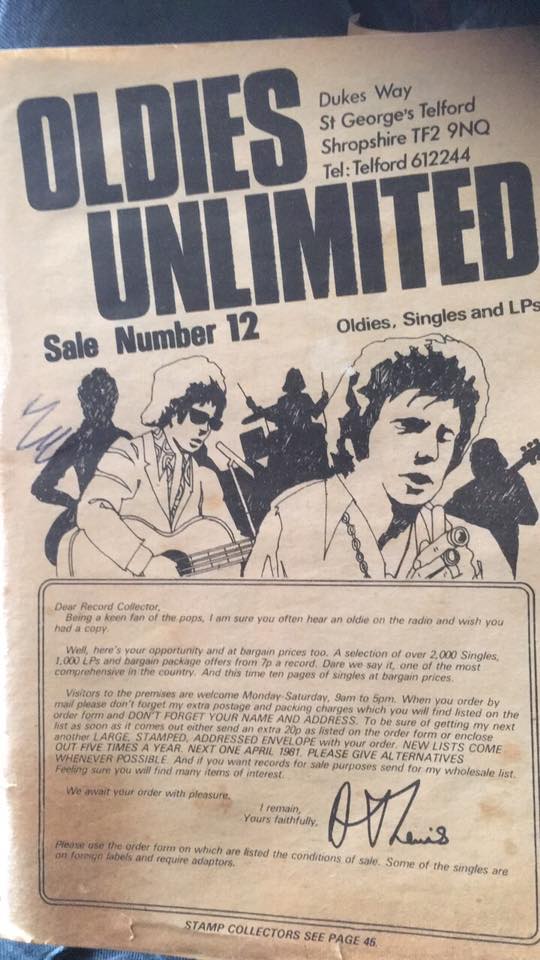 OLDIES
UNLIMITED
Dukes Way
St George's Telford
Shropshire TF2 9NQ
Tel: Telford 612244
Sale Number 12
Oldies, Singles and LPs
Dear Record Collector,
Being a keen fan of the pops, I am sure you often hear an oldie on the radio and wish you
had a copy.
Well, here's your opportunity and at bargain prices too. A selection of over 2,000 Singles,
1,000 LPs and bargain package offers from 7p a record. Dare we say it, one of the most
comprehensive in the country. And this time ten pages of singles at bargain prices.
Visitors to the premises are welcome Monday-Saturday, 9am to 5pm. When you order by
mail please don't forget my extra postage and packing charges which you will find listed on the
order form and DON'T FORGET YOUR NAME AND ADDRESS. To be sure of getting my next
list as soon as it comes out either send an extra 20p as listed on the order form or enclose
another LARGE, STAMPED, ADDRESSED ENVELOPE with your order. NEW LISTS COME
OUT FIVE TIMES A YEAR. NEXT ONE APRIL 1981. PLEASE GIVE ALTERNATIVES
WHENEVER POSSIBLE. And if you want records for sale purposes send for my wholesale list.
Feeling sure you will find many items of interest.
We await your order with pleasure.
I remain,
Yours faithfully,
Lewis
Please use the order form on which are listed the conditions of sale. Some of the singles are
on foreign labels and require adaptors.
STAMP COLLECTORS SEE PAGE 46.